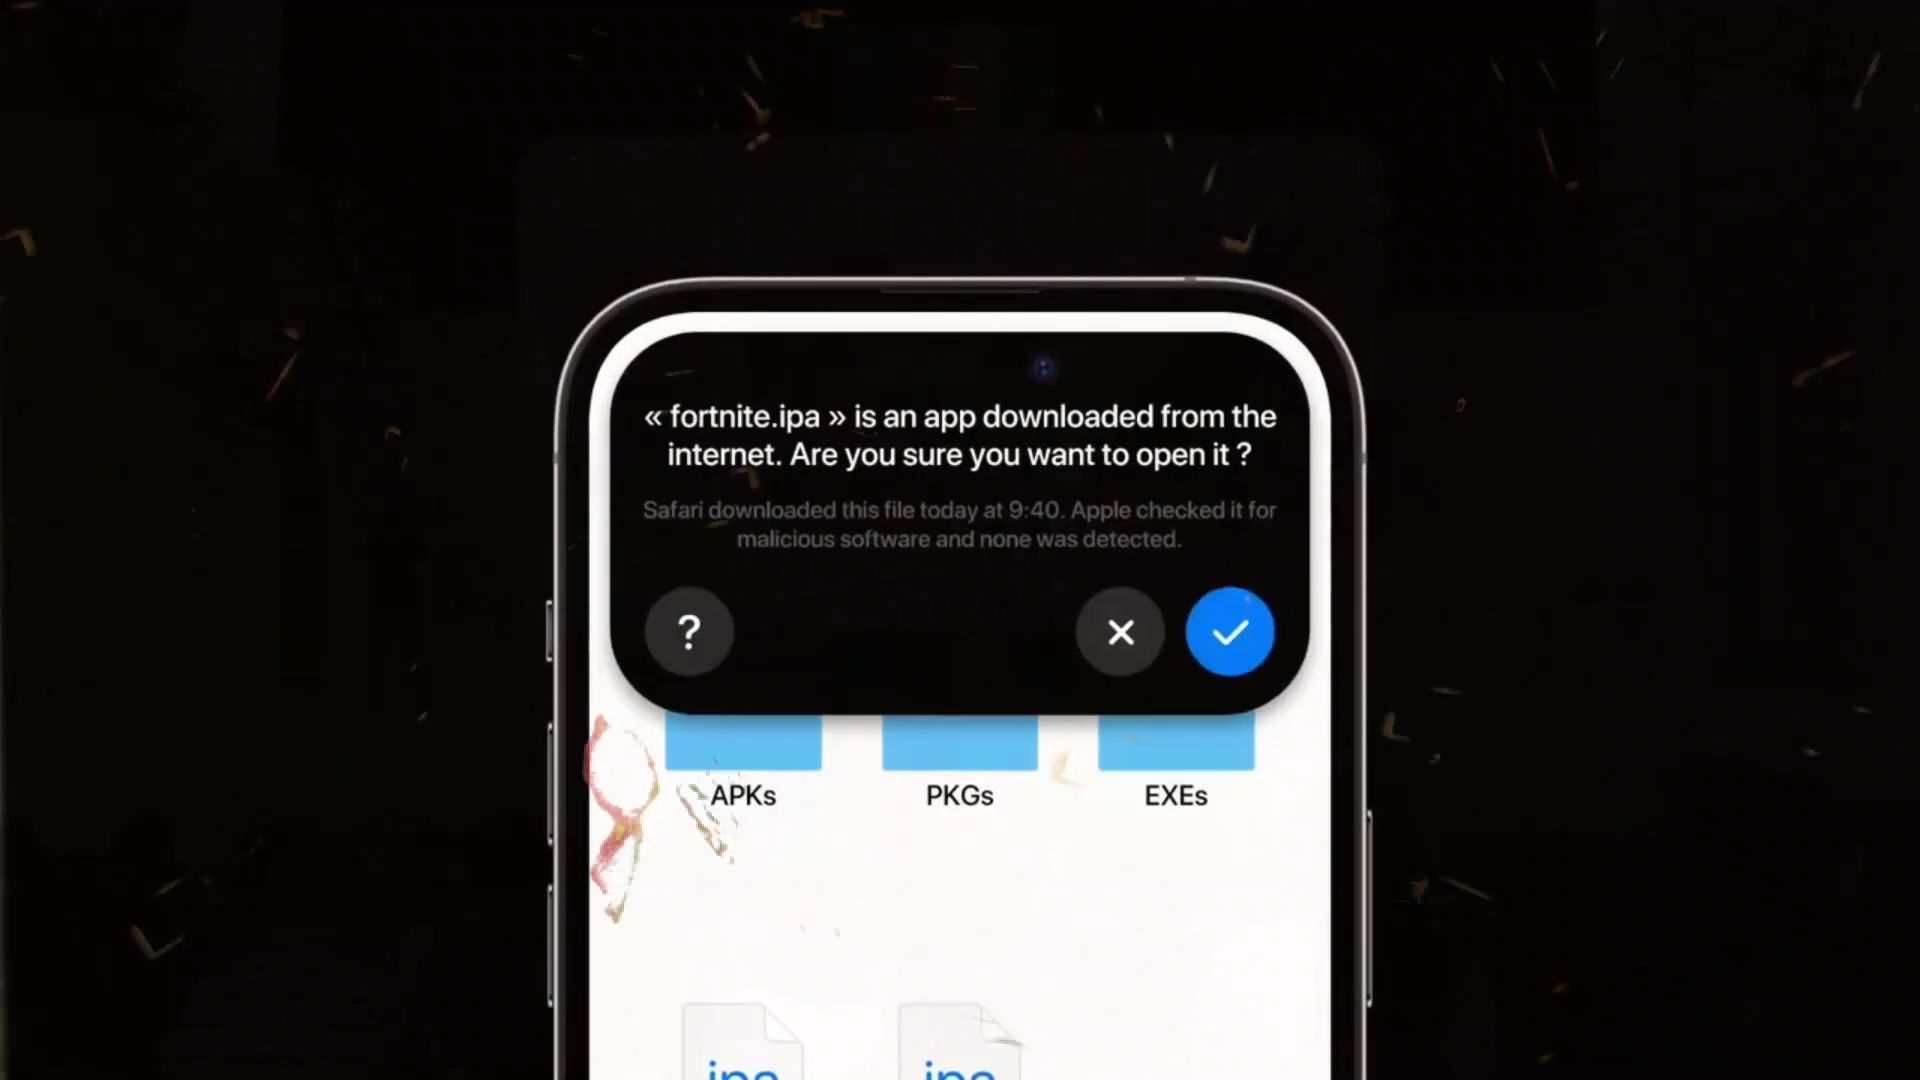 « fortnite.ipa » is an app downloaded from the
internet. Are you sure you want to open it ?
Safari downloaded this file today at 9:40. Apple checked it for
malicious software and none was detected.
?
APKs PKGs EXEs
ipa ipa